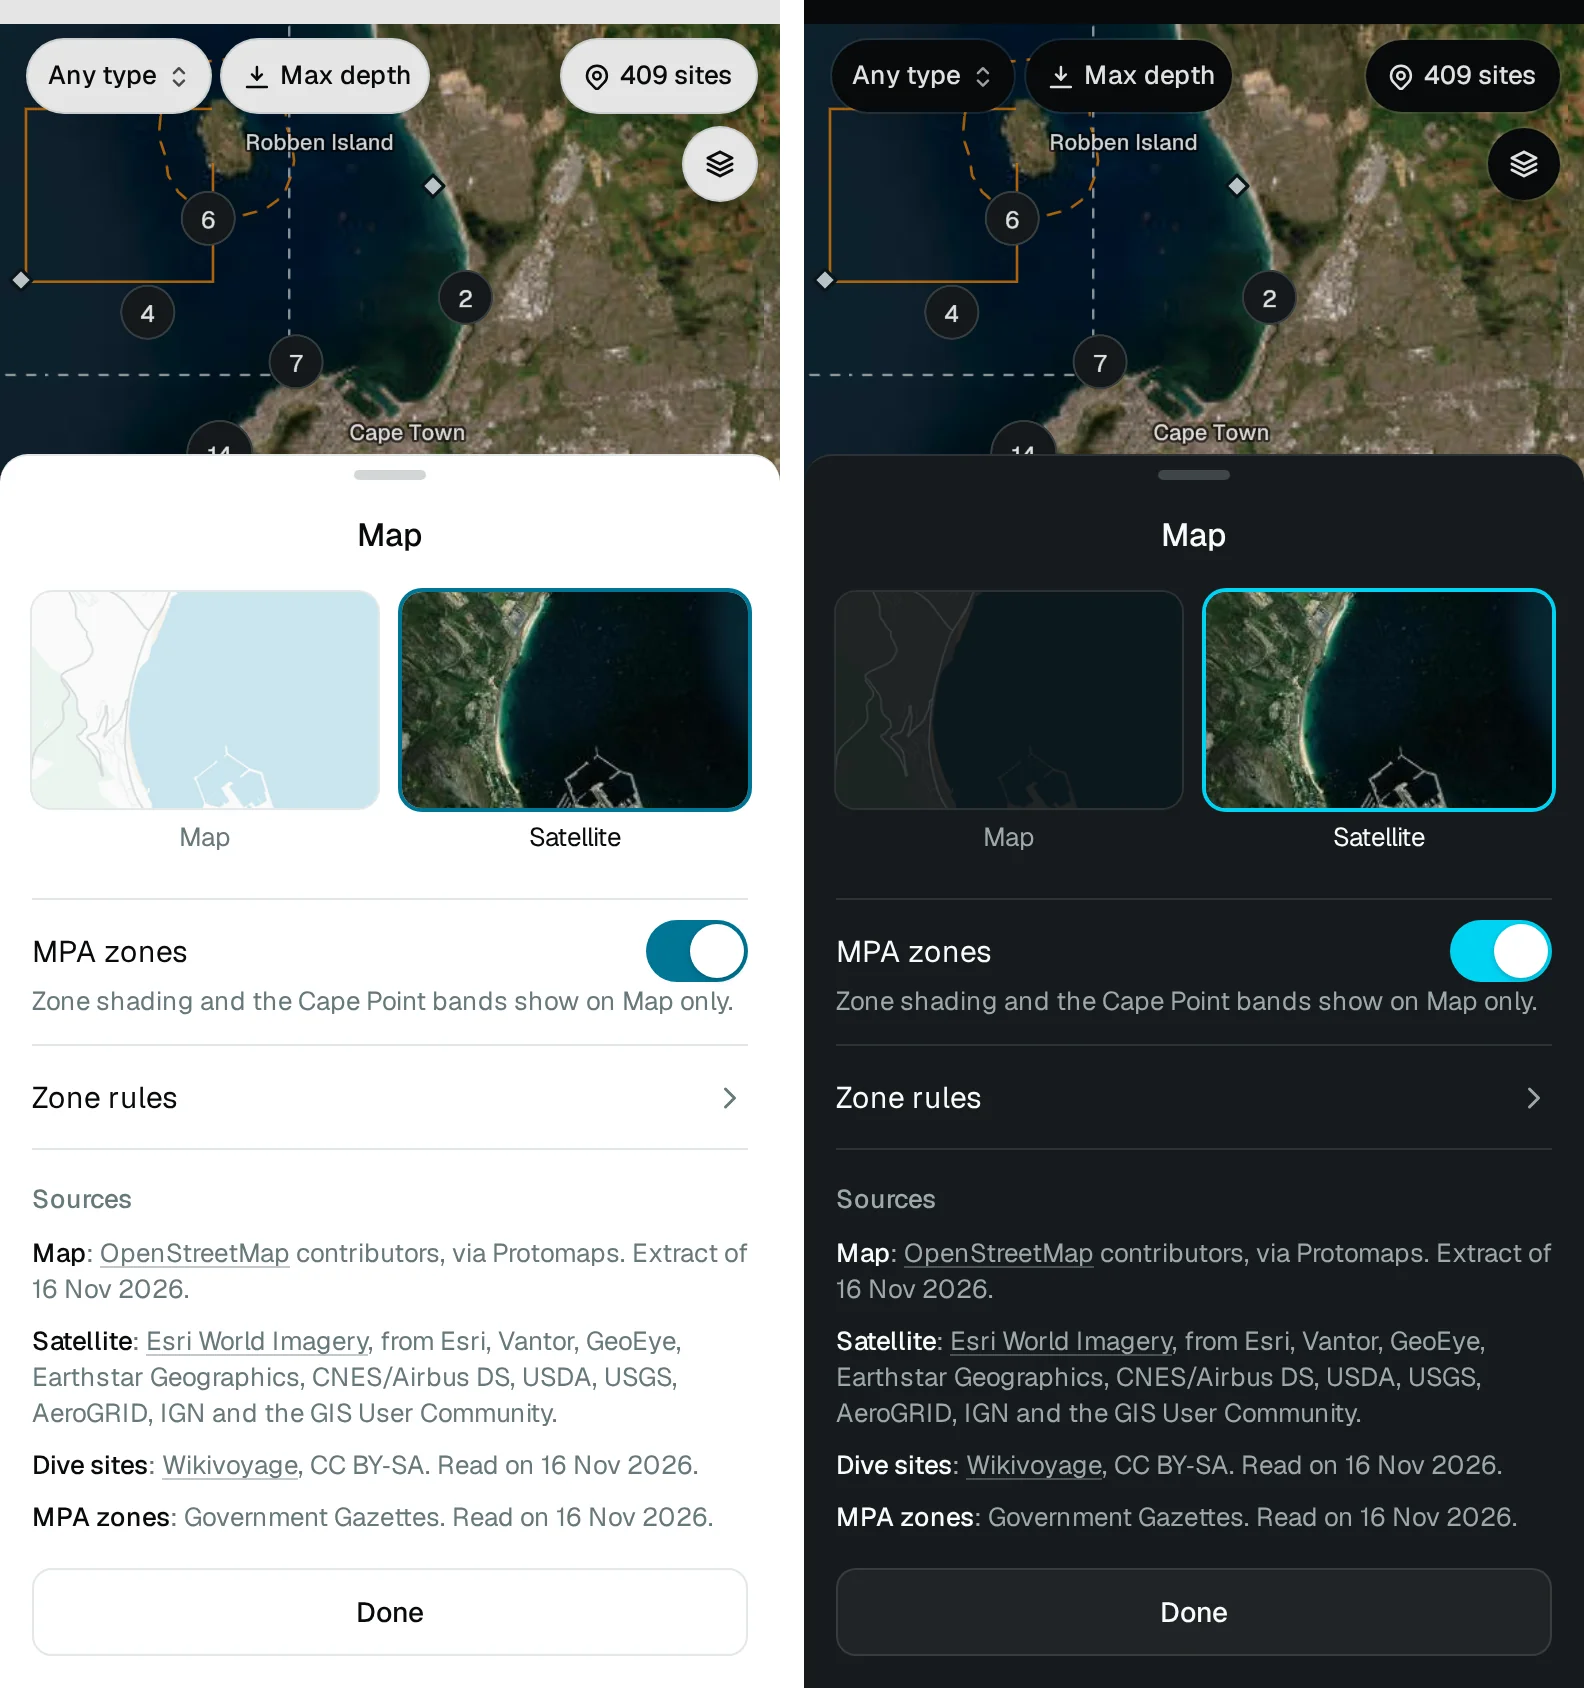 Any type
Max depth
409 sites
Robben Island
6
4
2
7
Cape Town
14
Map
Map
Satellite
MPA zones
Zone shading and the Cape Point bands show on Map only.
Zone rules
Sources
Map: OpenStreetMap contributors, via Protomaps. Extract of
16 Nov 2026.
Satellite: Esri World Imagery, from Esri, Vantor, GeoEye,
Earthstar Geographics, CNES/Airbus DS, USDA, USGS,
AeroGRID, IGN and the GIS User Community.
Dive sites: Wikivoyage, CC BY-SA. Read on 16 Nov 2026.
MPA zones: Government Gazettes. Read on 16 Nov 2026.
Done
Any type
Max depth
409 sites
Robben Island
6
4
2
7
Cape Town
14
Map
Map
Satellite
MPA zones
Zone shading and the Cape Point bands show on Map only.
Zone rules
Sources
Map: OpenStreetMap contributors, via Protomaps. Extract of
16 Nov 2026.
Satellite: Esri World Imagery, from Esri, Vantor, GeoEye,
Earthstar Geographics, CNES/Airbus DS, USDA, USGS,
AeroGRID, IGN and the GIS User Community.
Dive sites: Wikivoyage, CC BY-SA. Read on 16 Nov 2026.
MPA zones: Government Gazettes. Read on 16 Nov 2026.
Done